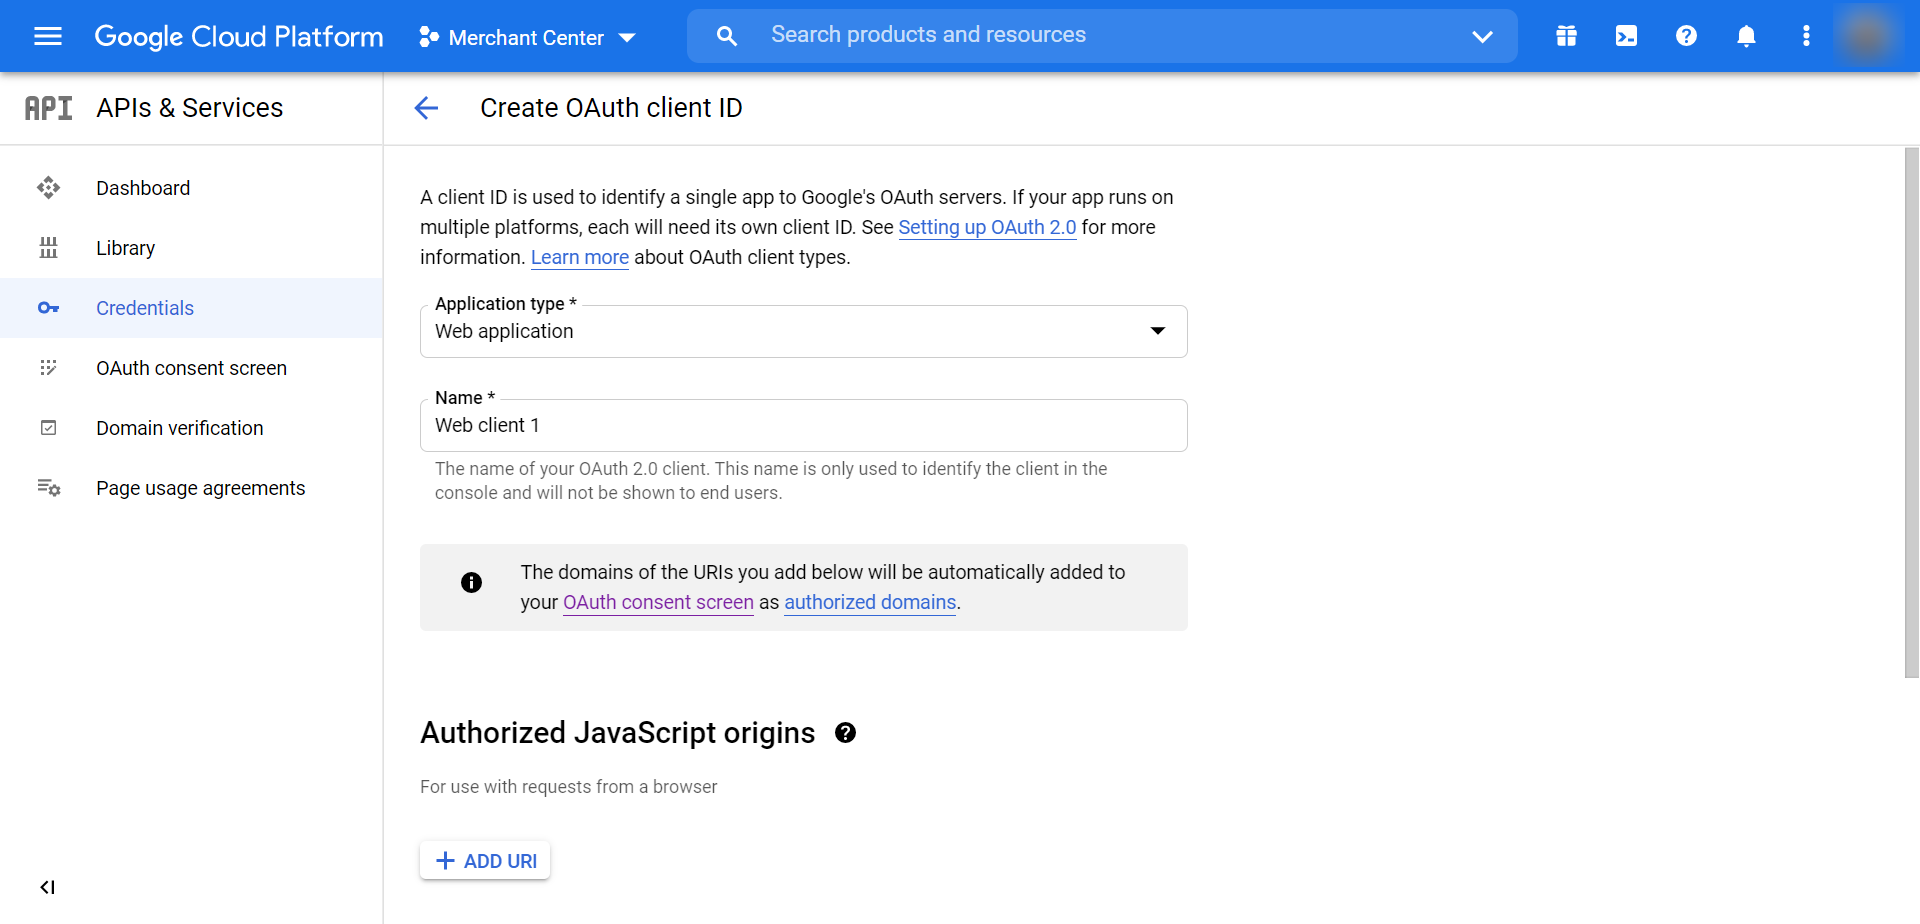 Google Cloud Platform
Merchant Center
Search products and resources
API APIs & Services
Create OAuth client ID
Dashboard
Library
Credentials
OAuth consent screen
Domain verification
Page usage agreements
A client ID is used to identify a single app to Google's OAuth servers. If your app runs on
multiple platforms, each will need its own client ID. See Setting up OAuth 2.0 for more
information. Learn more about OAuth client types.
Application type *
Web application
Name *
Web client 1
The name of your OAuth 2.0 client. This name is only used to identify the client in the
console and will not be shown to end users.
The domains of the URIs you add below will be automatically added to
your OAuth consent screen as authorized domains.
Authorized JavaScript origins
For use with requests from a browser
ADD URI